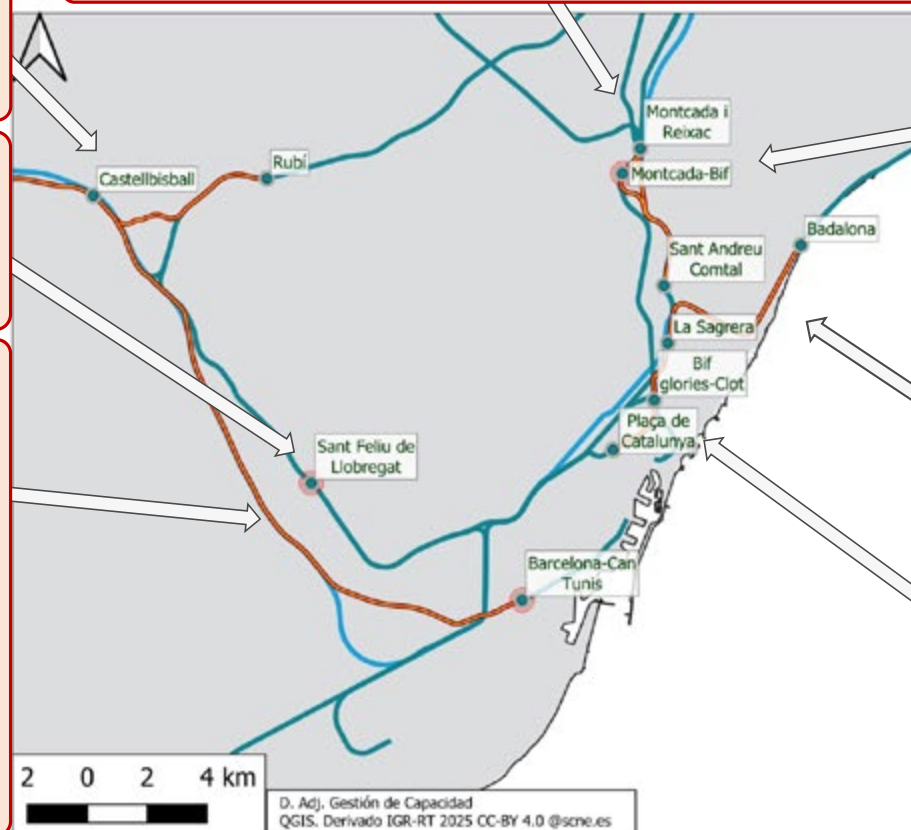 Montcada i
Reixac
Rubí
Montcada-Bif
Castellbisball
Badalona
Sant Andreu
Comtal
La Sagrera
Bif
glories-Clot
Plaça de
Catalunya
Sant Feliu de
Llobregat
Barcelona-Can
Tunis
2 0 2 4 km
D. Adj. Gestión de Capacidad
QGIS. Derivado IGR-RT 2025 CC-BY 4.0 @scne.es